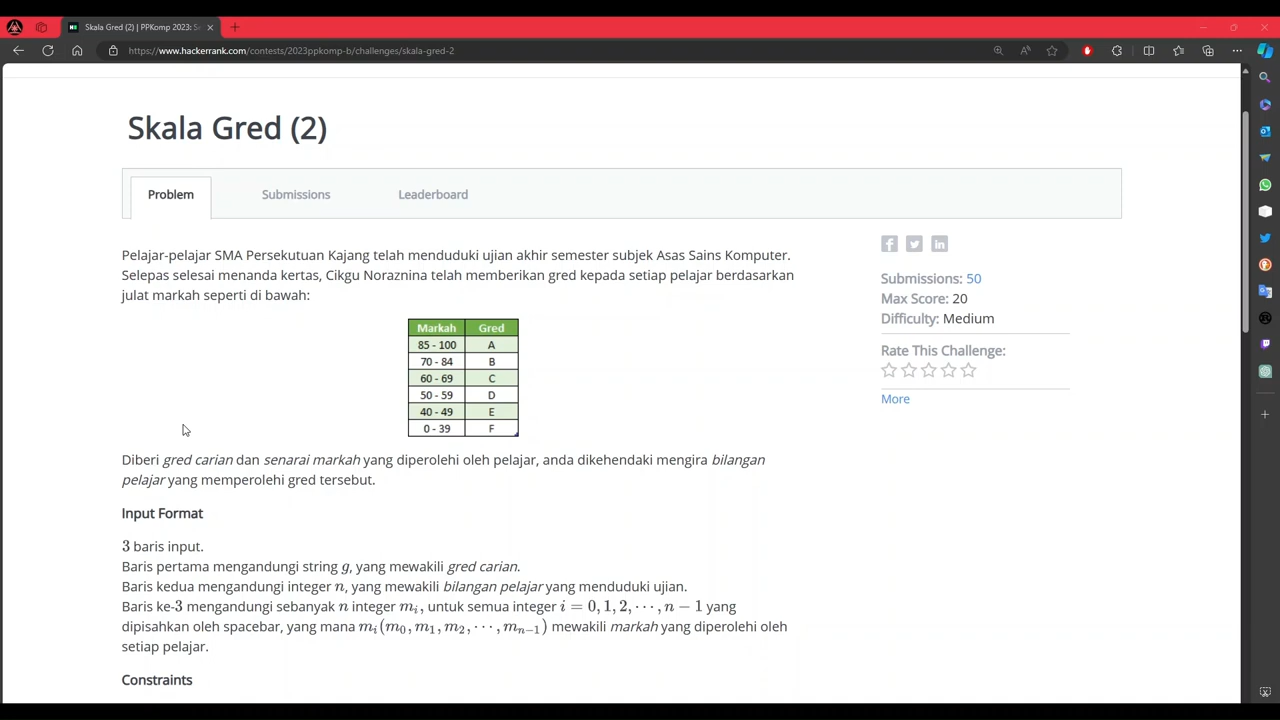 Skala Gred (2) | PPKomp 2023: S
https://www.hackerrank.com/contests/2023ppkomp-b/challenges/skala-gred-2
Skala Gred (2)
Problem
Submissions
Leaderboard
Pelajar-pelajar SMA Persekutuan Kajang telah menduduki ujian akhir semester subjek Asas Sains Komputer.
Selepas selesai menanda kertas, Cikgu Noraznina telah memberikan gred kepada setiap pelajar berdasarkan
julat markah seperti di bawah:
Markah Gred
85 - 100 A
70 - 84 B
60 - 69 C
50 - 59 D
40 - 49 E
0 - 39 F
Diberi gred carian dan senarai markah yang diperolehi oleh pelajar, anda dikehendaki mengira bilangan
pelajar yang memperolehi gred tersebut.
Input Format
3 baris input.
Baris pertama mengandungi string g, yang mewakili gred carian.
Baris kedua mengandungi integer n, yang mewakili bilangan pelajar yang menduduki ujian.
Baris ke-3 mengandungi sebanyak n integer mᵢ, untuk semua integer i = 0, 1, 2, ⋯, n − 1 yang
dipisahkan oleh spacebar, yang mana mᵢ(m₀, m₁, m₂, ⋯, mₙ₋₁) mewakili markah yang diperolehi oleh
setiap pelajar.
Constraints
Submissions: 50
Max Score: 20
Difficulty: Medium
Rate This Challenge:
More